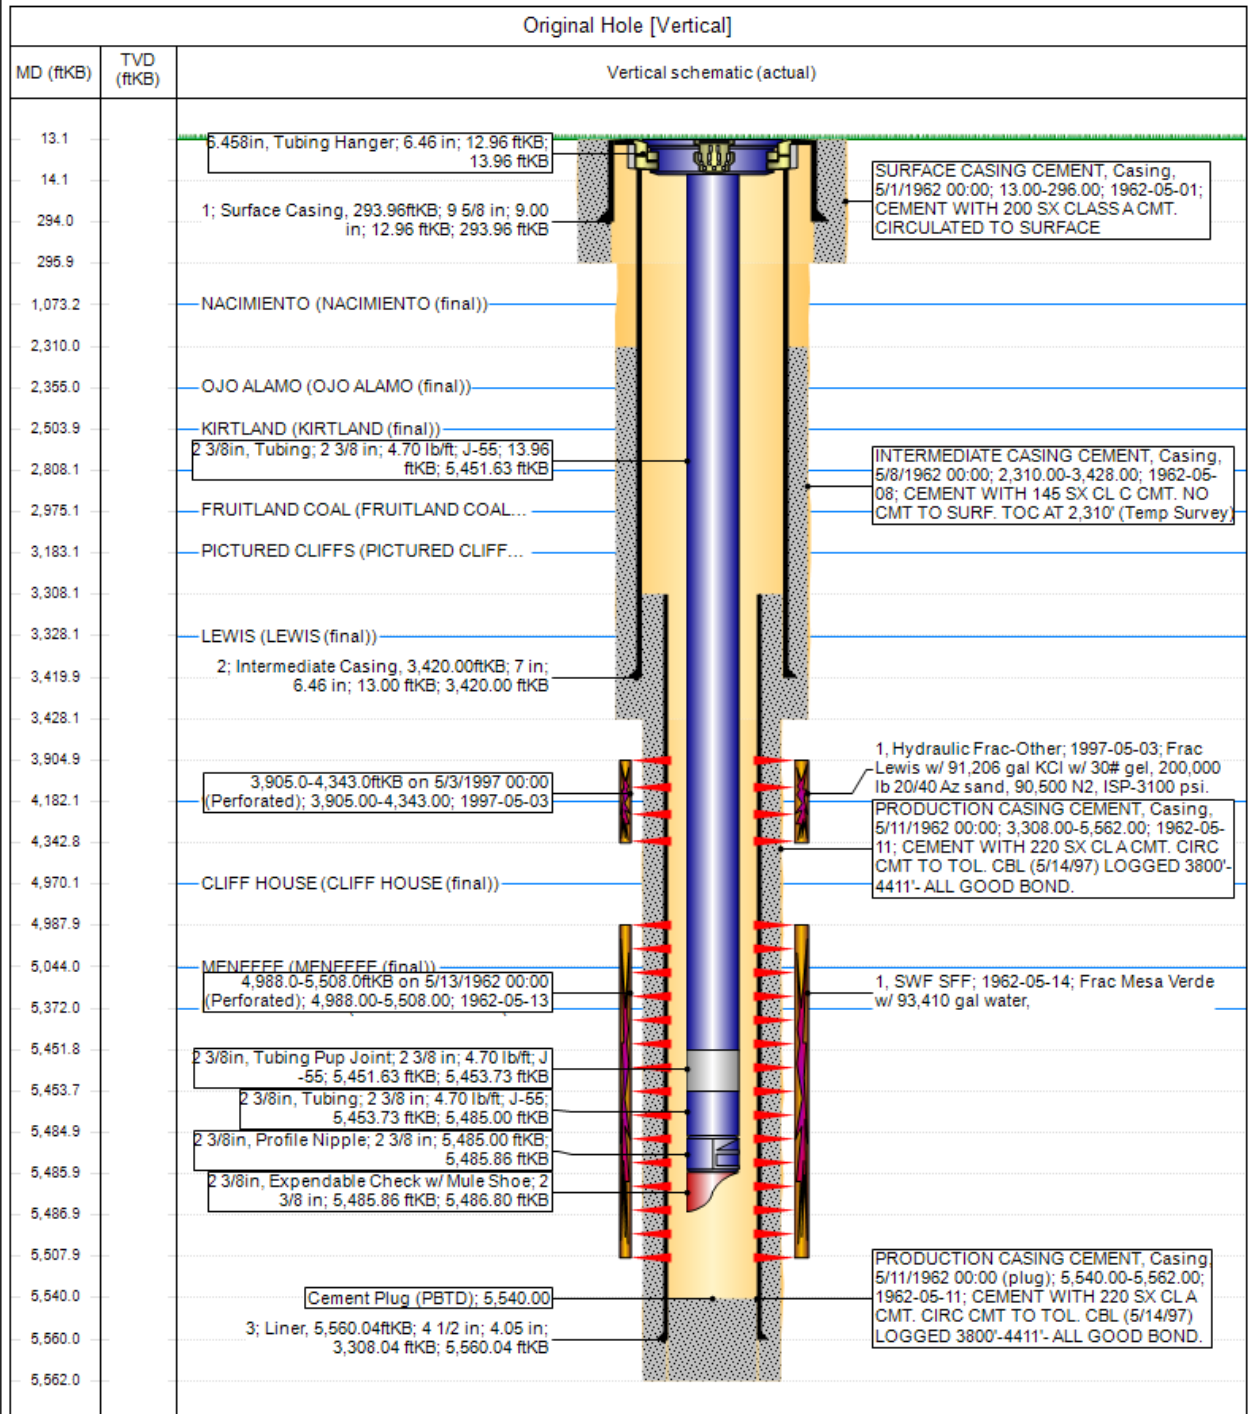 Original Hole [Vertical]
MD (ftKB)
TVD
(ftKB)
Vertical schematic (actual)
13.1
6.458in, Tubing Hanger; 6.46 in; 12.96 ftKB;
13.96 ftKB
14.1
SURFACE CASING CEMENT, Casing,
5/1/1962 00:00; 13.00-296.00; 1962-05-01;
CEMENT WITH 200 SX CLASS A CMT.
CIRCULATED TO SURFACE
1; Surface Casing, 293.96ftKB; 9 5/8 in; 9.00
in; 12.96 ftKB; 293.96 ftKB
294.0
295.9
1,073.2
NACIMIENTO (NACIMIENTO (final))
2,310.0
2,355.0
OJO ALAMO (OJO ALAMO (final))
2,503.9
KIRTLAND (KIRTLAND (final))
2 3/8in, Tubing; 2 3/8 in; 4.70 lb/ft; J-55; 13.96
ftKB; 5,451.63 ftKB
2,808.1
INTERMEDIATE CASING CEMENT, Casing,
5/8/1962 00:00; 2,310.00-3,428.00; 1962-05-
08; CEMENT WITH 145 SX CL C CMT. NO
CMT TO SURF. TOC AT 2,310' (Temp Survey)
2,975.1
FRUITLAND COAL (FRUITLAND COAL...
3,183.1
PICTURED CLIFFS (PICTURED CLIFF...
3,308.1
3,328.1
LEWIS (LEWIS (final))
2; Intermediate Casing, 3,420.00ftKB; 7 in;
6.46 in; 13.00 ftKB; 3,420.00 ftKB
3,419.9
3,428.1
3,904.9
1, Hydraulic Frac-Other; 1997-05-03; Frac
Lewis w/ 91,206 gal KCl w/ 30# gel, 200,000
lb 20/40 Az sand, 90,500 N2, ISP-3100 psi.
3,905.0-4,343.0ftKB on 5/3/1997 00:00
(Perforated); 3,905.00-4,343.00; 1997-05-03
4,182.1
PRODUCTION CASING CEMENT, Casing,
5/11/1962 00:00; 3,308.00-5,562.00; 1962-05-
11; CEMENT WITH 220 SX CL A CMT. CIRC
CMT TO TOL. CBL (5/14/97) LOGGED 3800'-
4411'- ALL GOOD BOND.
4,342.8
4,970.1
CLIFF HOUSE (CLIFF HOUSE (final))
4,987.9
5,044.0
MENEFEE (MENEFEE (final))
4,988.0-5,508.0ftKB on 5/13/1962 00:00
(Perforated); 4,988.00-5,508.00; 1962-05-13
1, SWF SFF; 1962-05-14; Frac Mesa Verde
w/ 93,410 gal water,
5,372.0
5,451.8
2 3/8in, Tubing Pup Joint; 2 3/8 in; 4.70 lb/ft; J
-55; 5,451.63 ftKB; 5,453.73 ftKB
5,453.7
2 3/8in, Tubing; 2 3/8 in; 4.70 lb/ft; J-55;
5,453.73 ftKB; 5,485.00 ftKB
5,484.9
2 3/8in, Profile Nipple; 2 3/8 in; 5,485.00 ftKB;
5,485.86 ftKB
5,485.9
2 3/8in, Expendable Check w/ Mule Shoe; 2
3/8 in; 5,485.86 ftKB; 5,486.80 ftKB
5,486.9
5,507.9
PRODUCTION CASING CEMENT, Casing,
5/11/1962 00:00 (plug); 5,540.00-5,562.00;
1962-05-11; CEMENT WITH 220 SX CL A
CMT. CIRC CMT TO TOL. CBL (5/14/97)
LOGGED 3800'-4411'- ALL GOOD BOND.
5,540.0
Cement Plug (PBTD); 5,540.00
3; Liner, 5,560.04ftKB; 4 1/2 in; 4.05 in;
3,308.04 ftKB; 5,560.04 ftKB
5,560.0
5,562.0